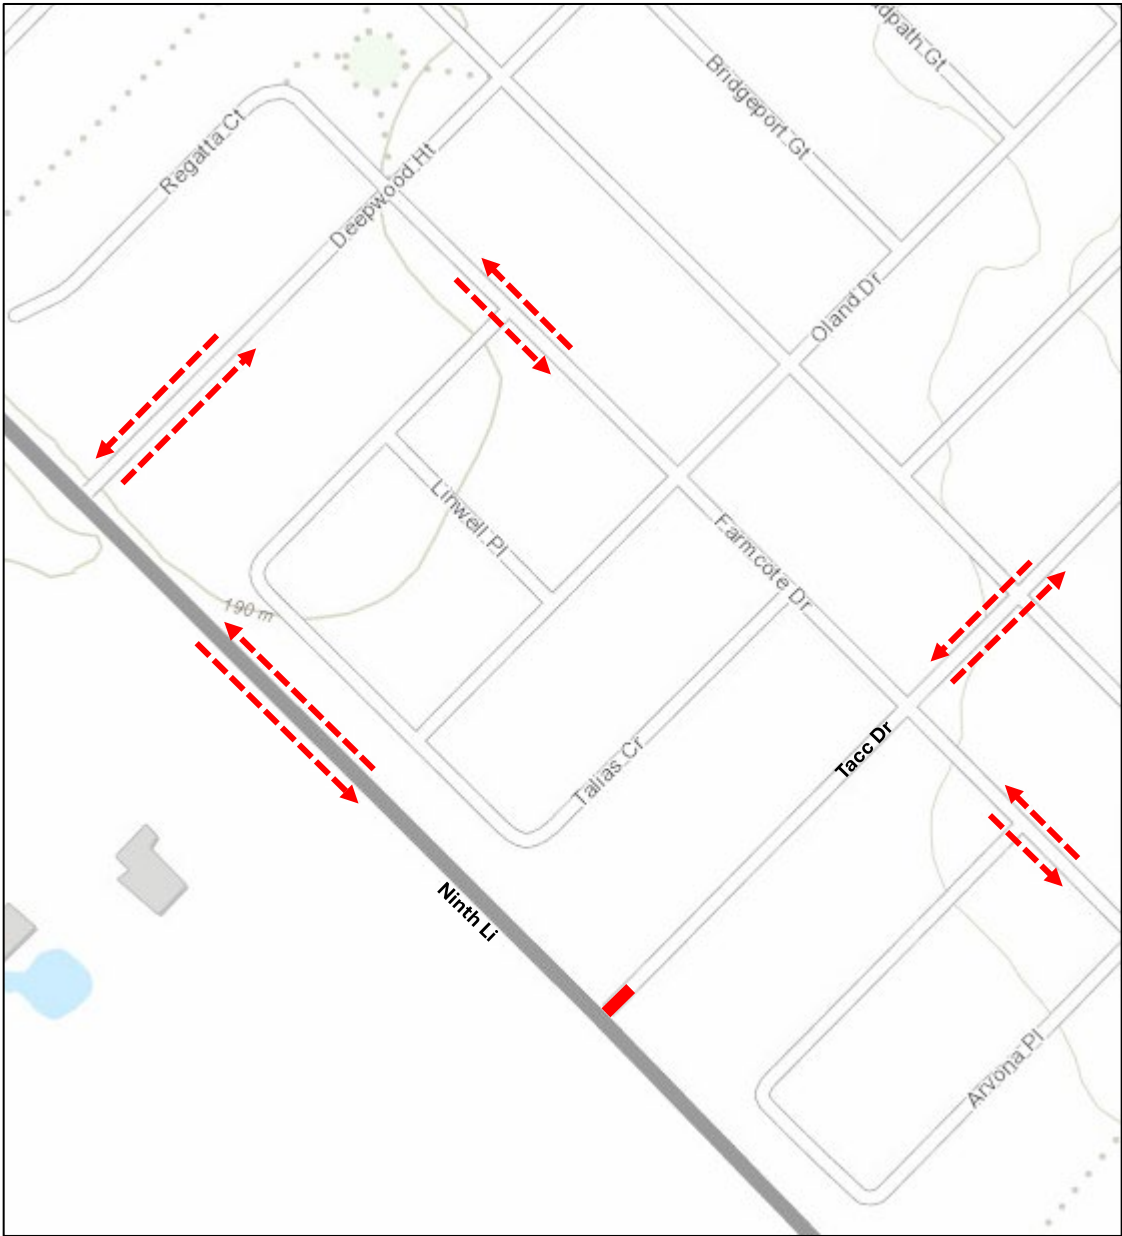 Bridgeport Gt
Regatta Ct
Deepwood Ht
Oland Dr
Linwell Pl
Farmcote Dr
190 m
Tacc Dr
Talias Cr
Ninth Li
Arvona Pl